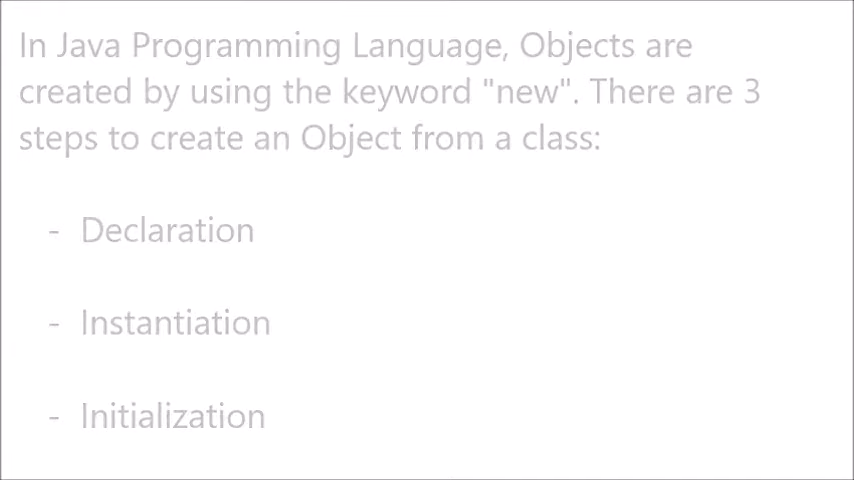 In Java Programming Language, Objects are
created by using the keyword "new". There are 3
steps to create an Object from a class:
- Declaration
- Instantiation
- Initialization